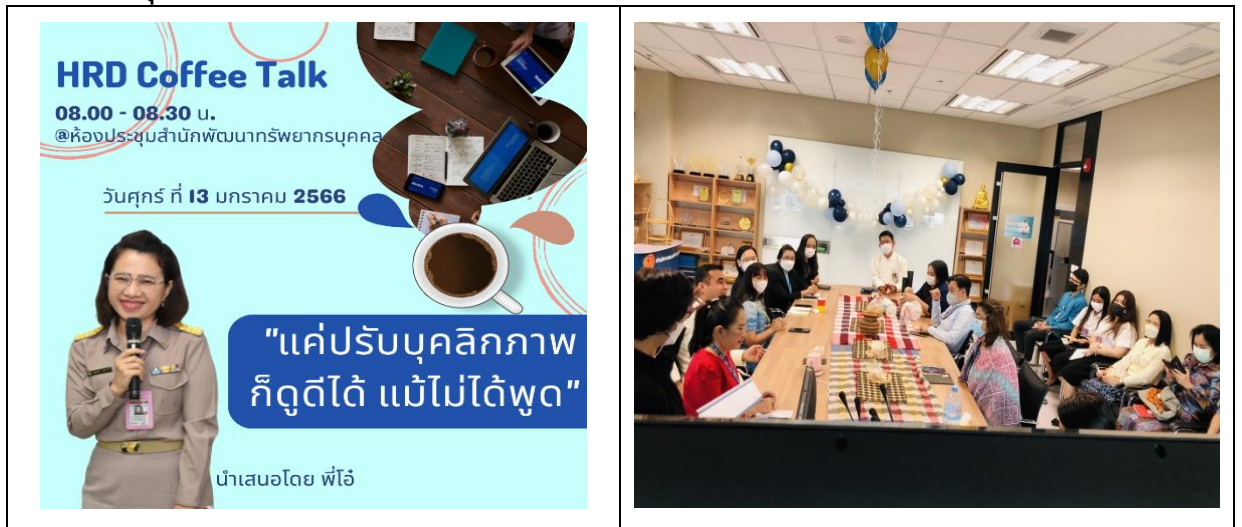 HRD Coffee Talk
08.00 - 08.30 น.
@ห้องประชุมสำนักพัฒนาทรัพยากรบุคคล
วันศุกร์ ที่ 13 มกราคม 2566
"แค่ปรับบุคลิกภาพ
ก็ดูดีได้ แม้ไม่ได้พูด"
นำเสนอโดย พี่โอ๋